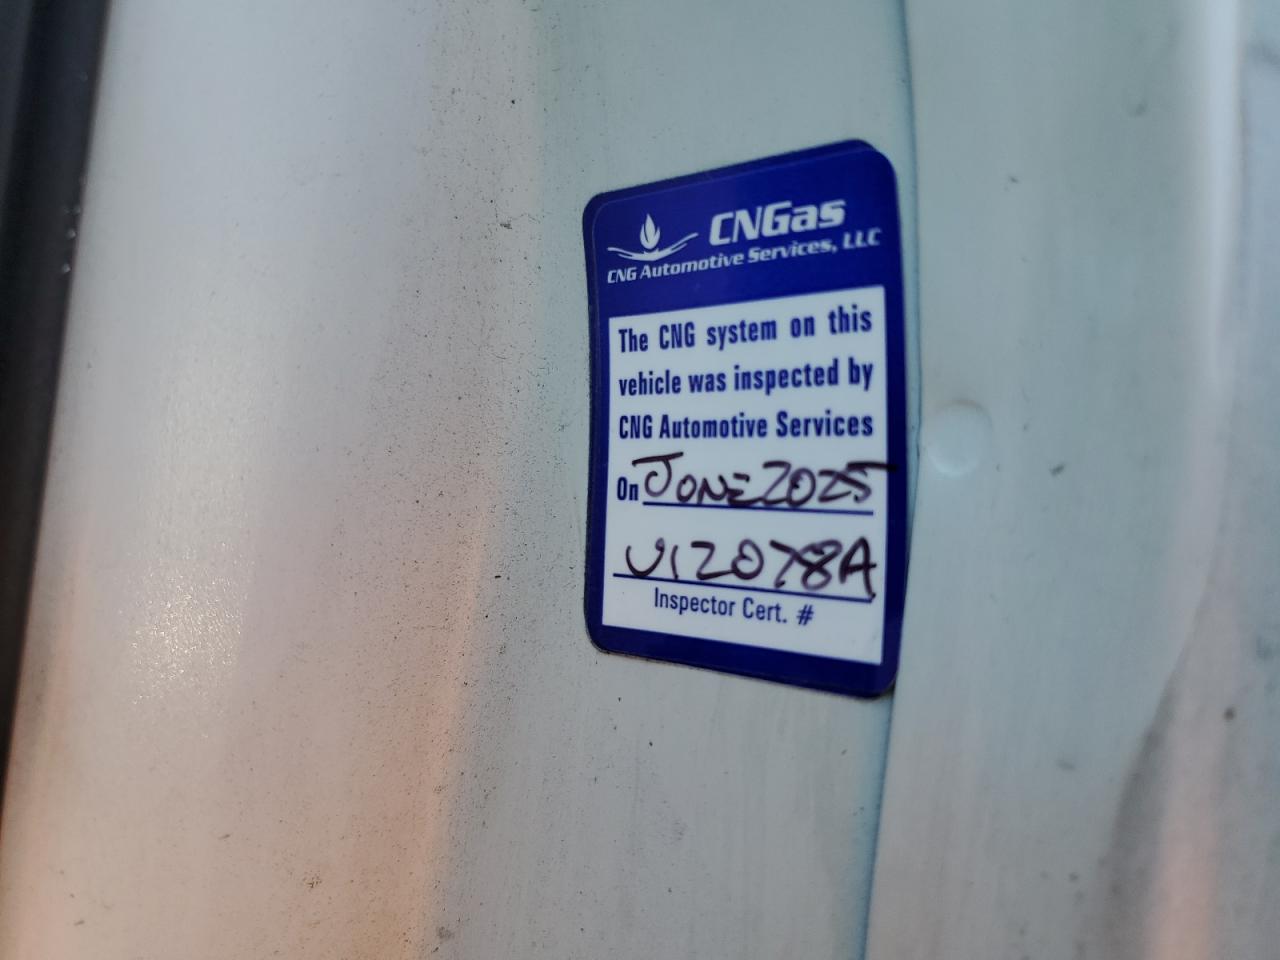 CNGas
CNG Automotive Services, LLC
The CNG system on this
vehicle was inspected by
CNG Automotive Services
On JUNE 2025
U12078A
Inspector Cert. #